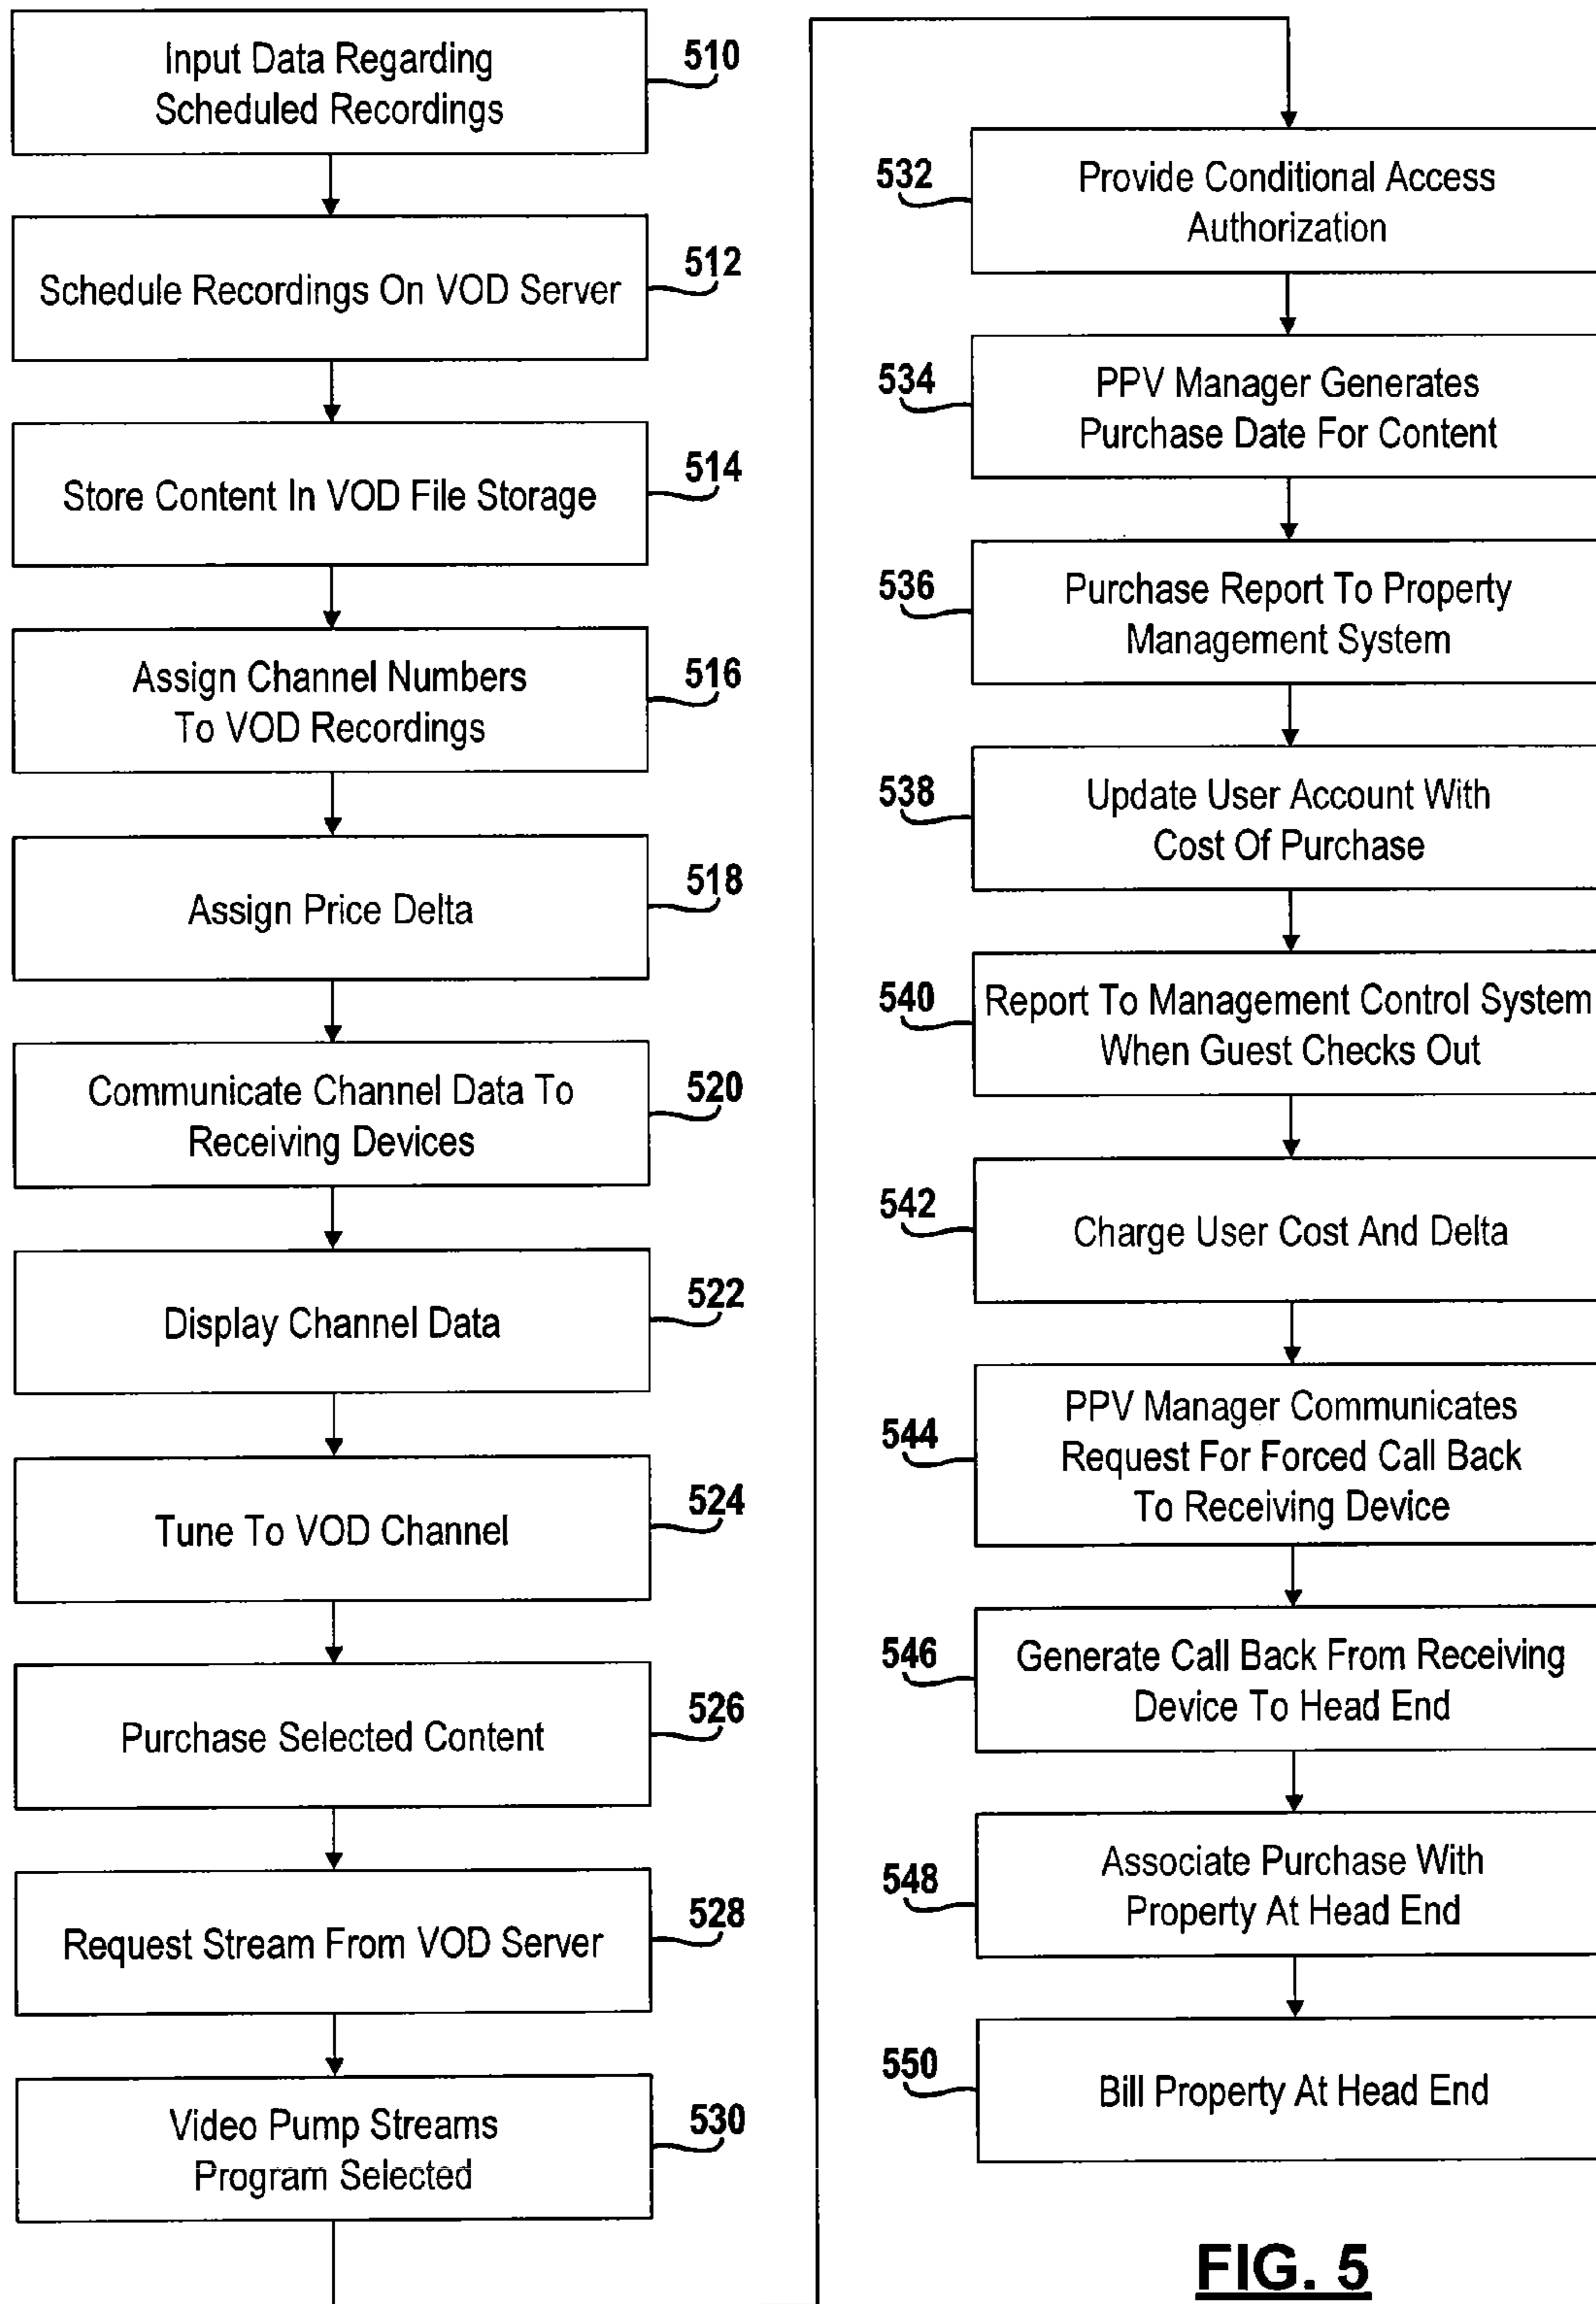 Input Data Regarding
Scheduled Recordings
510
Schedule Recordings On VOD Server
512
Store Content In VOD File Storage
514
Assign Channel Numbers
To VOD Recordings
516
Assign Price Delta
518
Communicate Channel Data To
Receiving Devices
520
Display Channel Data
522
Tune To VOD Channel
524
Purchase Selected Content
526
Request Stream From VOD Server
528
Video Pump Streams
Program Selected
530
532
Provide Conditional Access
Authorization
534
PPV Manager Generates
Purchase Date For Content
536
Purchase Report To Property
Management System
538
Update User Account With
Cost Of Purchase
540
Report To Management Control System
When Guest Checks Out
542
Charge User Cost And Delta
544
PPV Manager Communicates
Request For Forced Call Back
To Receiving Device
546
Generate Call Back From Receiving
Device To Head End
548
Associate Purchase With
Property At Head End
550
Bill Property At Head End
FIG. 5